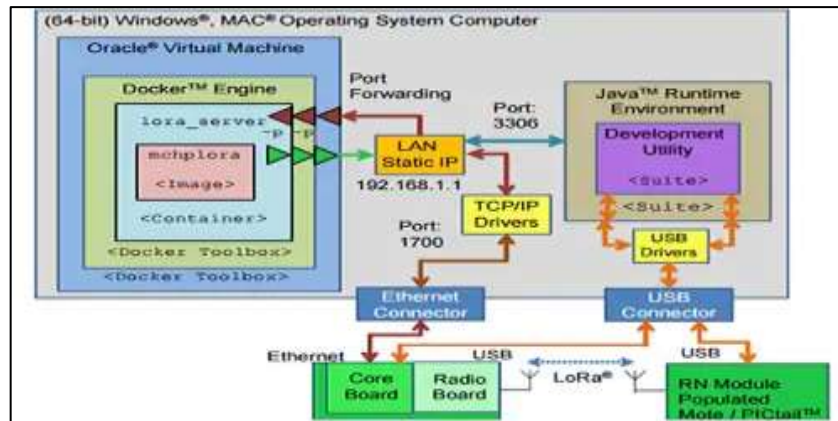 (64-bit) Windows®, MAC® Operating System Computer
Oracle® Virtual Machine
Docker™ Engine
lora_server
-p -p
mchplora
<Image>
<Container>
<Docker Toolbox>
<Docker Toolbox>
Port
Forwarding
LAN
Static IP
192.168.1.1
Port:
3306
TCP/IP
Drivers
Port:
1700
Java™ Runtime
Environment
Development
Utility
<Suite>
<Suite>
USB
Drivers
Ethernet
Connector
USB
Connector
Ethernet
USB
USB
Core
Board
Radio
Board
LoRa®
RN Module
Populated
Mote / PICtail™